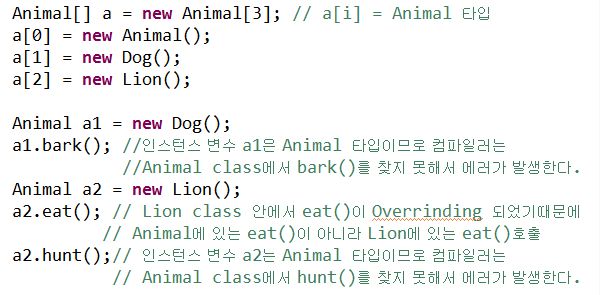 Animal[] a = new Animal[3]; // a[i] = Animal 타입
a[0] = new Animal();
a[1] = new Dog();
a[2] = new Lion();
Animal a1 = new Dog();
a1.bark(); //인스턴스 변수 a1은 Animal 타입이므로 컴파일러는
//Animal class에서 bark()를 찾지 못해서 에러가 발생한다.
Animal a2 = new Lion();
a2.eat(); // Lion class 안에서 eat()이 Overrinding 되었기때문에
// Animal에 있는 eat()이 아니라 Lion에 있는 eat()호출
a2.hunt();// 인스턴스 변수 a2는 Animal 타입이므로 컴파일러는
// Animal class에서 hunt()를 찾지 못해서 에러가 발생한다.